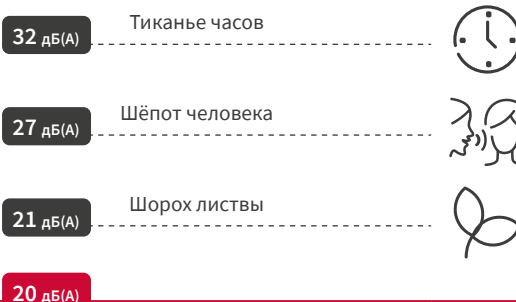 Тиканье часов
32 дБ(А)
Шёпот человека
27 дБ(А)
Шорох листвы
21 дБ(А)
20 дБ(А)